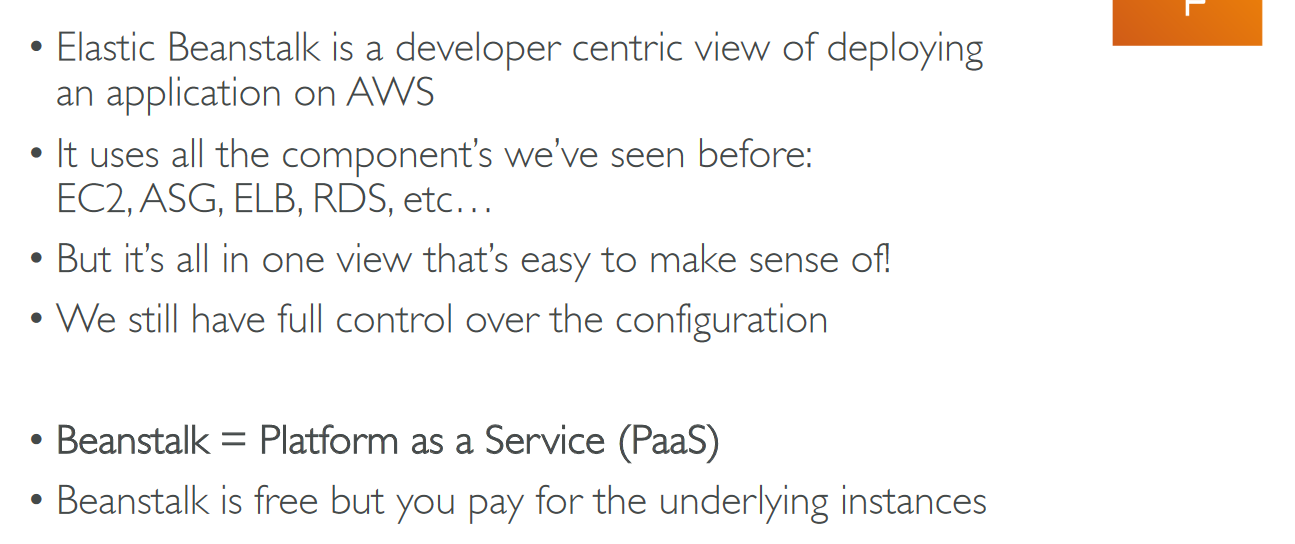 • Elastic Beanstalk is a developer centric view of deploying
an application on AWS
• It uses all the component's we've seen before:
EC2, ASG, ELB, RDS, etc…
• But it's all in one view that's easy to make sense of!
• We still have full control over the configuration
• Beanstalk = Platform as a Service (PaaS)
• Beanstalk is free but you pay for the underlying instances